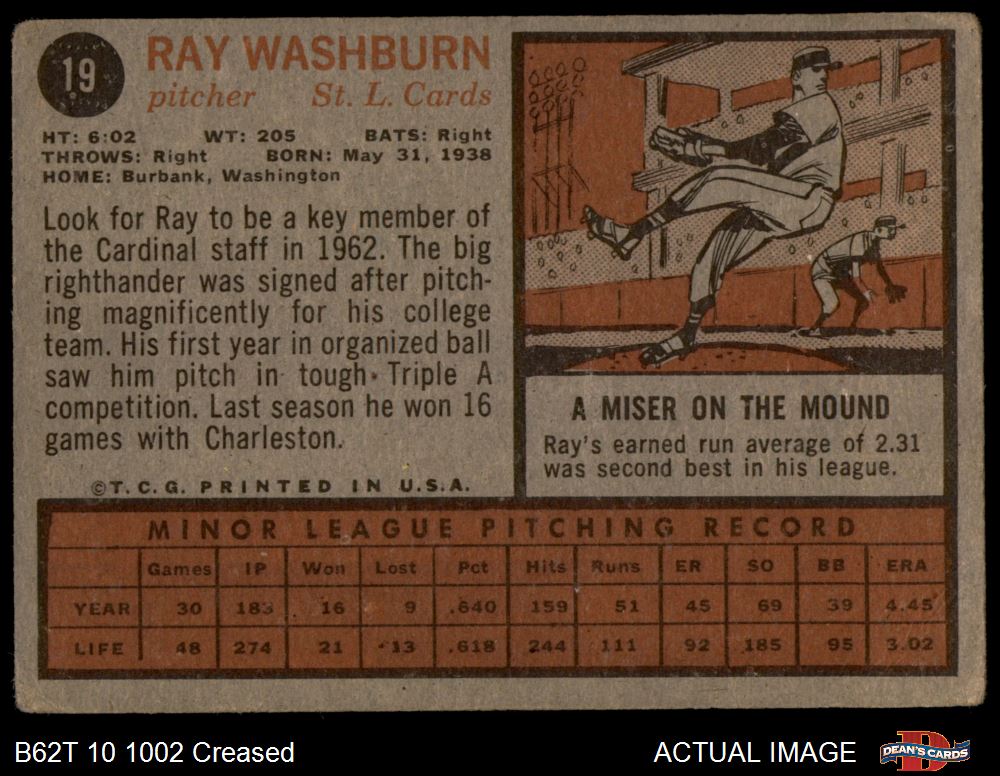 19
RAY WASHBURN
pitcher St. L. Cards
HT: 6:02 WT: 205 BATS: Right
THROWS: Right BORN: May 31, 1938
HOME: Burbank, Washington
Look for Ray to be a key member of
the Cardinal staff in 1962. The big
righthander was signed after pitch-
ing magnificently for his college
team. His first year in organized ball
saw him pitch in tough Triple A
competition. Last season he won 16
games with Charleston.
©T.C.G. PRINTED IN U.S.A.
A MISER ON THE MOUND
Ray's earned run average of 2.31
was second best in his league.
MINOR LEAGUE PITCHING RECORD
Games IP Won Lost Pct Hits Runs ER SO BB ERA
YEAR 30 183 16 9 .640 159 51 45 69 39 4.45
LIFE 48 274 21 13 .618 244 111 92 185 95 3.02
B62T 10 1002 Creased
ACTUAL IMAGE
DEAN'S CARDS